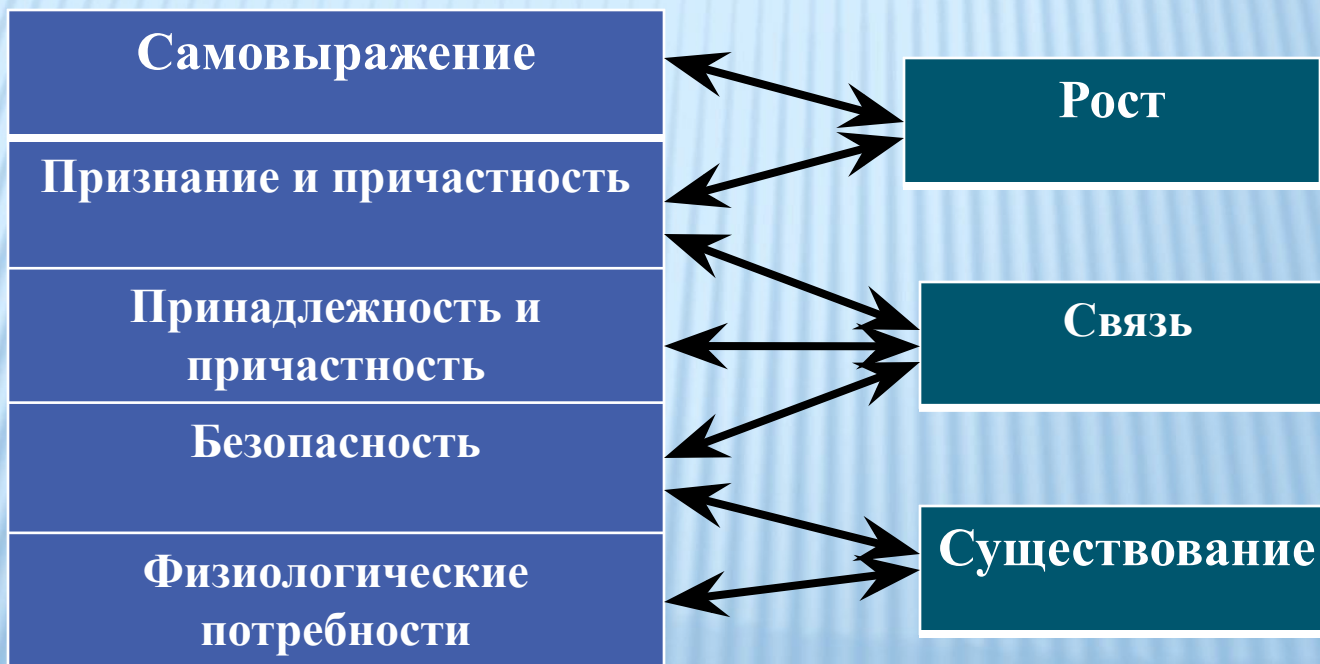 Самовыражение
Признание и причастность
Принадлежность и
причастность
Безопасность
Физиологические
потребности
Рост
Связь
Существование